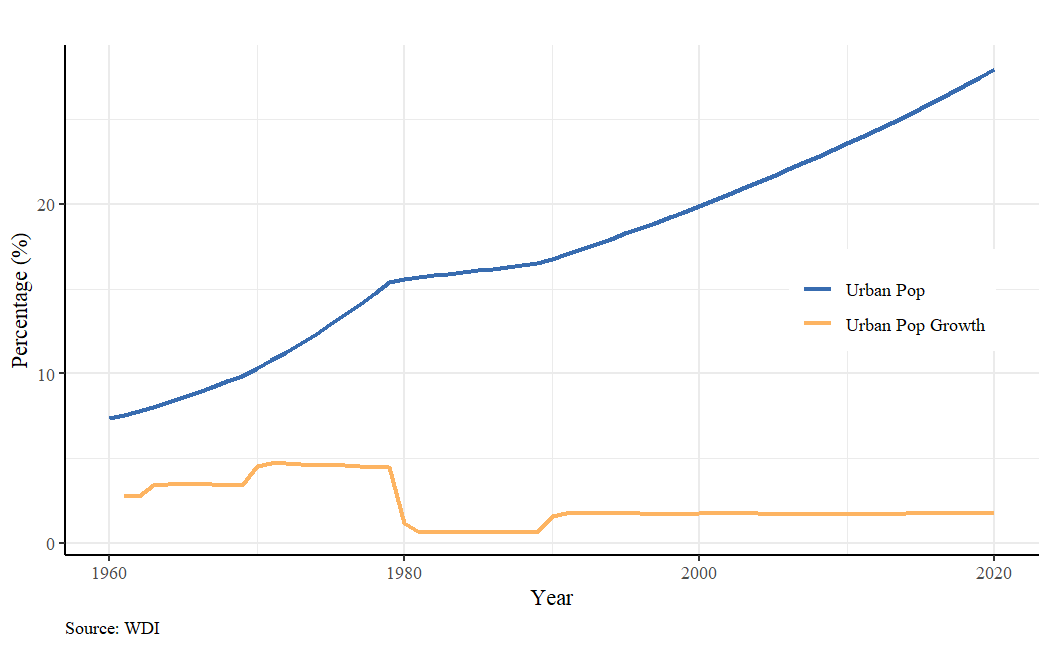 20
10
0
Percentage (%)
Urban Pop
Urban Pop Growth
1960
1980
2000
2020
Year
Source: WDI